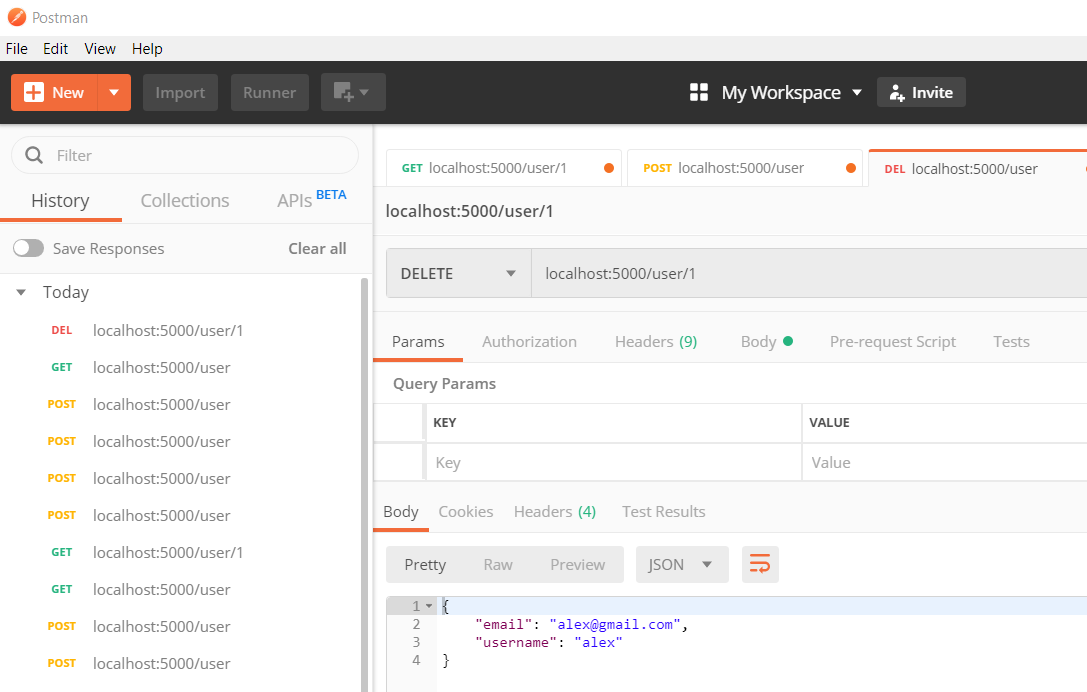 Postman
File Edit View Help
New Import Runner My Workspace Invite
Filter
History Collections APIs BETA
Save Responses Clear all
Today
DEL localhost:5000/user/1
GET localhost:5000/user
POST localhost:5000/user
POST localhost:5000/user
POST localhost:5000/user
POST localhost:5000/user
GET localhost:5000/user/1
GET localhost:5000/user
POST localhost:5000/user
POST localhost:5000/user
GET localhost:5000/user/1 POST localhost:5000/user DEL localhost:5000/user
localhost:5000/user/1
DELETE localhost:5000/user/1
Params Authorization Headers (9) Body Pre-request Script Tests
Query Params
KEY VALUE
Key Value
Body Cookies Headers (4) Test Results
Pretty Raw Preview JSON
1 {
2 "email": "alex@gmail.com",
3 "username": "alex"
4 }